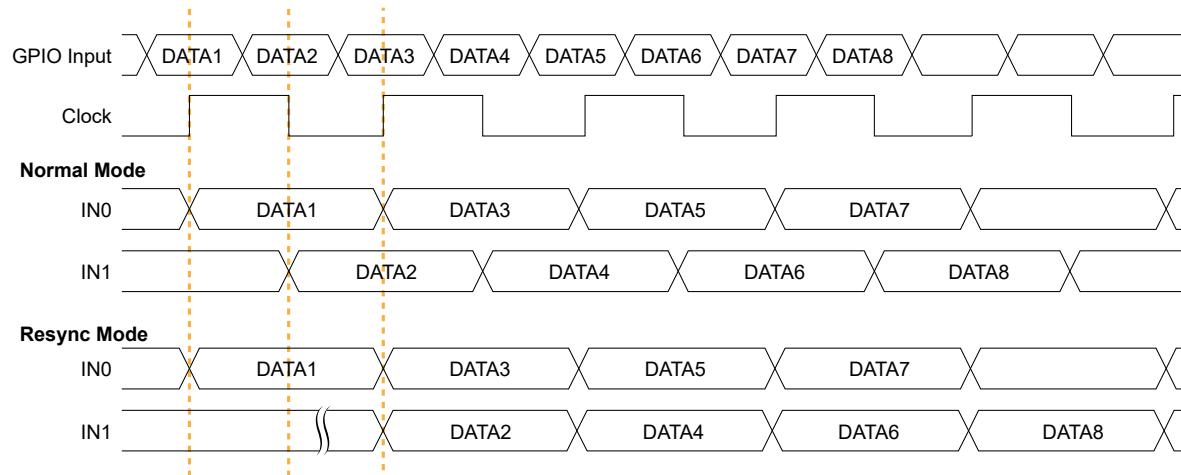 GPIO Input DATA1 DATA2 DATA3 DATA4 DATA5 DATA6 DATA7 DATA8
Clock
Normal Mode
IN0 DATA1 DATA3 DATA5 DATA7
IN1 DATA2 DATA4 DATA6 DATA8
Resync Mode
IN0 DATA1 DATA3 DATA5 DATA7
IN1 DATA2 DATA4 DATA6 DATA8